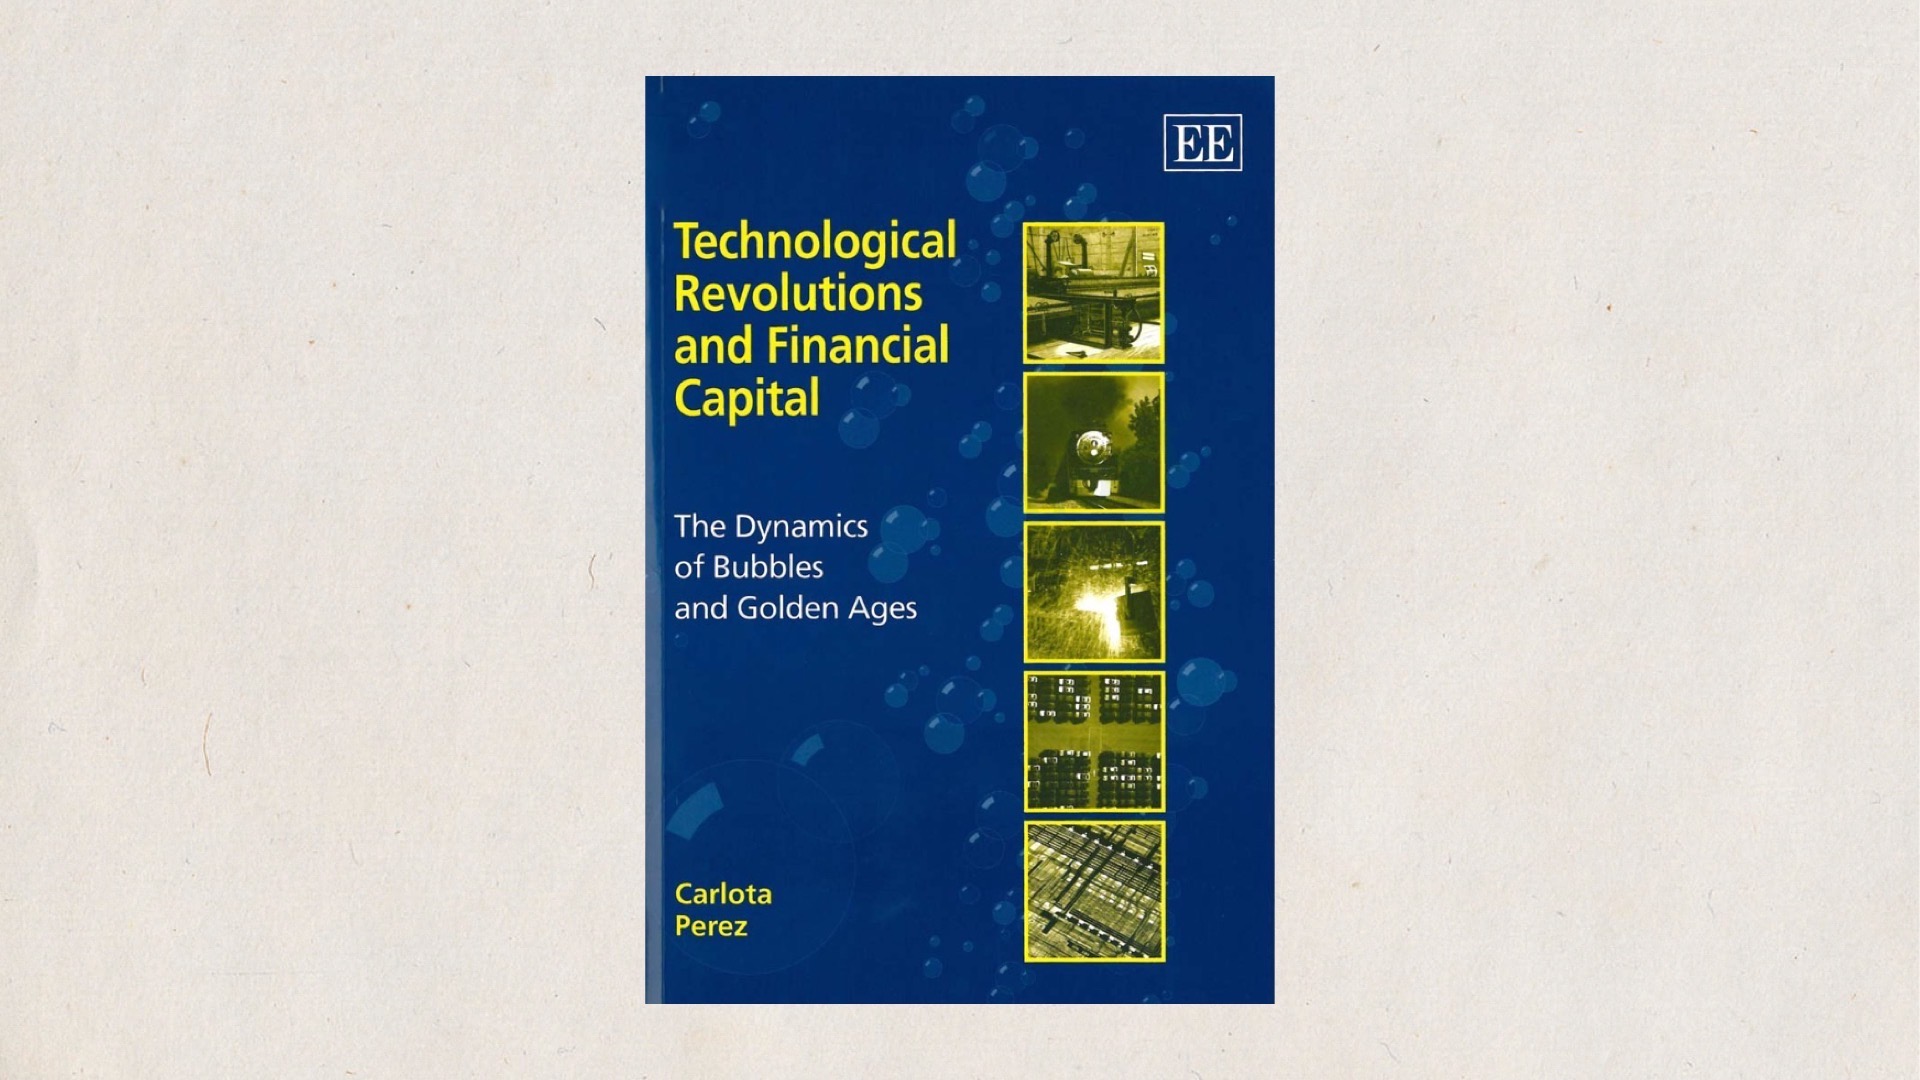 EE
Technological
Revolutions
and Financial
Capital
The Dynamics
of Bubbles
and Golden Ages
Carlota
Perez